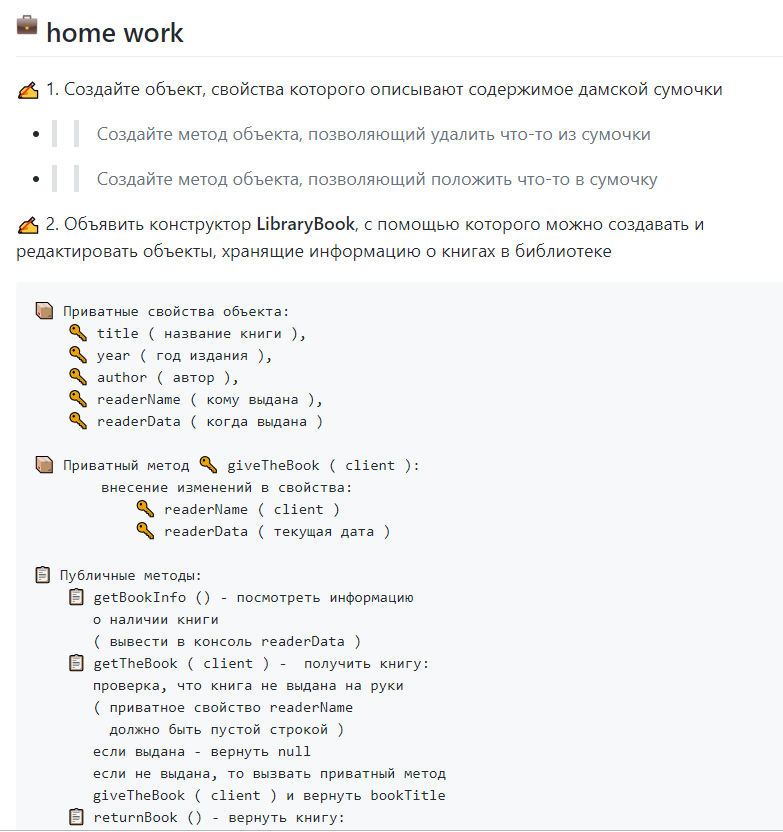 home work
1. Создайте объект, свойства которого описывают содержимое дамской сумочки
Создайте метод объекта, позволяющий удалить что-то из сумочки
Создайте метод объекта, позволяющий положить что-то в сумочку
2. Объявить конструктор LibraryBook, с помощью которого можно создавать и
редактировать объекты, хранящие информацию о книгах в библиотеке
Приватные свойства объекта:
title ( название книги ),
year ( год издания ),
author ( автор ),
readerName ( кому выдана ),
readerData ( когда выдана )
Приватный метод giveTheBook ( client ):
внесение изменений в свойства:
readerName ( client )
readerData ( текущая дата )
Публичные методы:
getBookInfo () - посмотреть информацию
о наличии книги
( вывести в консоль readerData )
getTheBook ( client ) - получить книгу:
проверка, что книга не выдана на руки
( приватное свойство readerName
должно быть пустой строкой )
если выдана - вернуть null
если не выдана, то вызвать приватный метод
giveTheBook ( client ) и вернуть bookTitle
returnBook () - вернуть книгу: